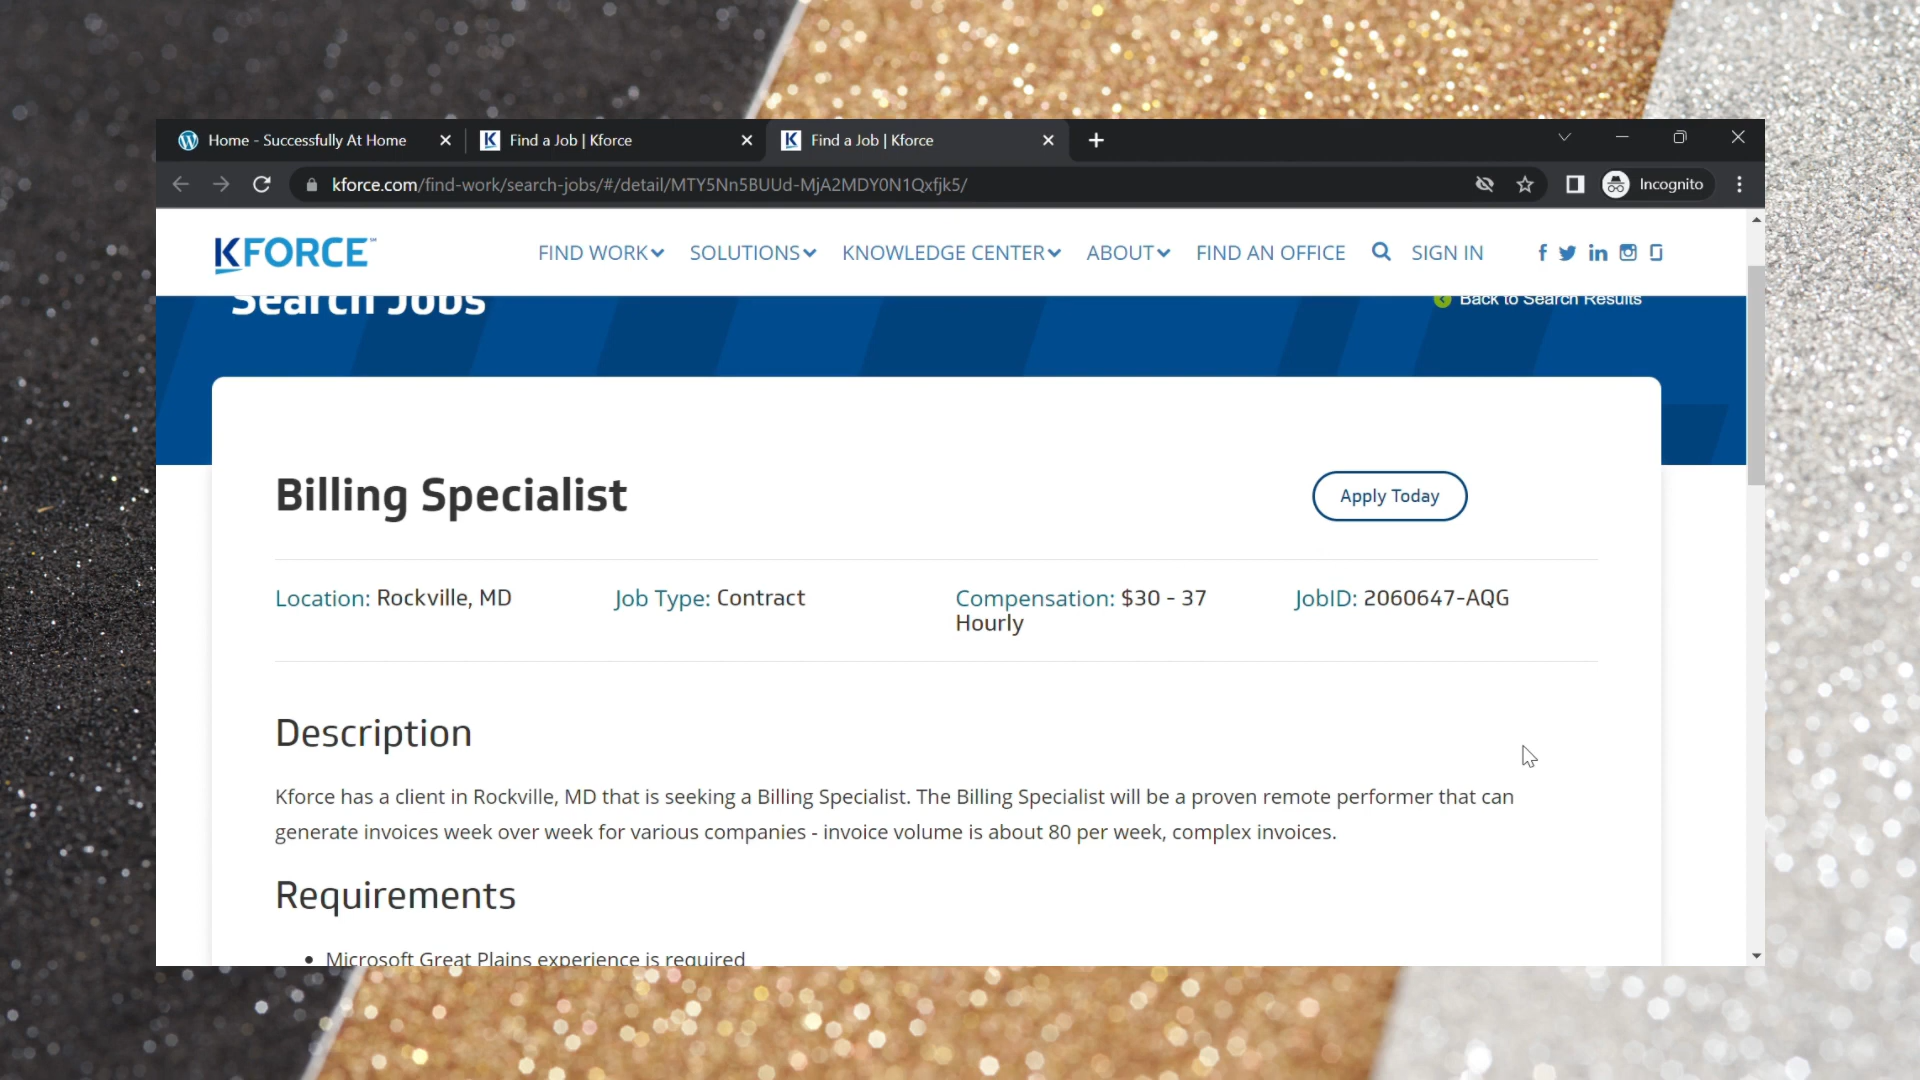 Home - Successfully At Home
Find a Job | Kforce
Find a Job | Kforce
kforce.com/find-work/search-jobs/#/detail/MTY5Nn5BUUd-MjA2MDY0N1Qxfjk5/
Incognito
KFORCE
FIND WORK
SOLUTIONS
KNOWLEDGE CENTER
ABOUT
FIND AN OFFICE
SIGN IN
Search Jobs
Back to Search Results
Billing Specialist
Apply Today
Location: Rockville, MD
Job Type: Contract
Compensation: $30 - 37
Hourly
JobID: 2060647-AQG
Description
Kforce has a client in Rockville, MD that is seeking a Billing Specialist. The Billing Specialist will be a proven remote performer that can
generate invoices week over week for various companies - invoice volume is about 80 per week, complex invoices.
Requirements
• Microsoft Great Plains experience is required